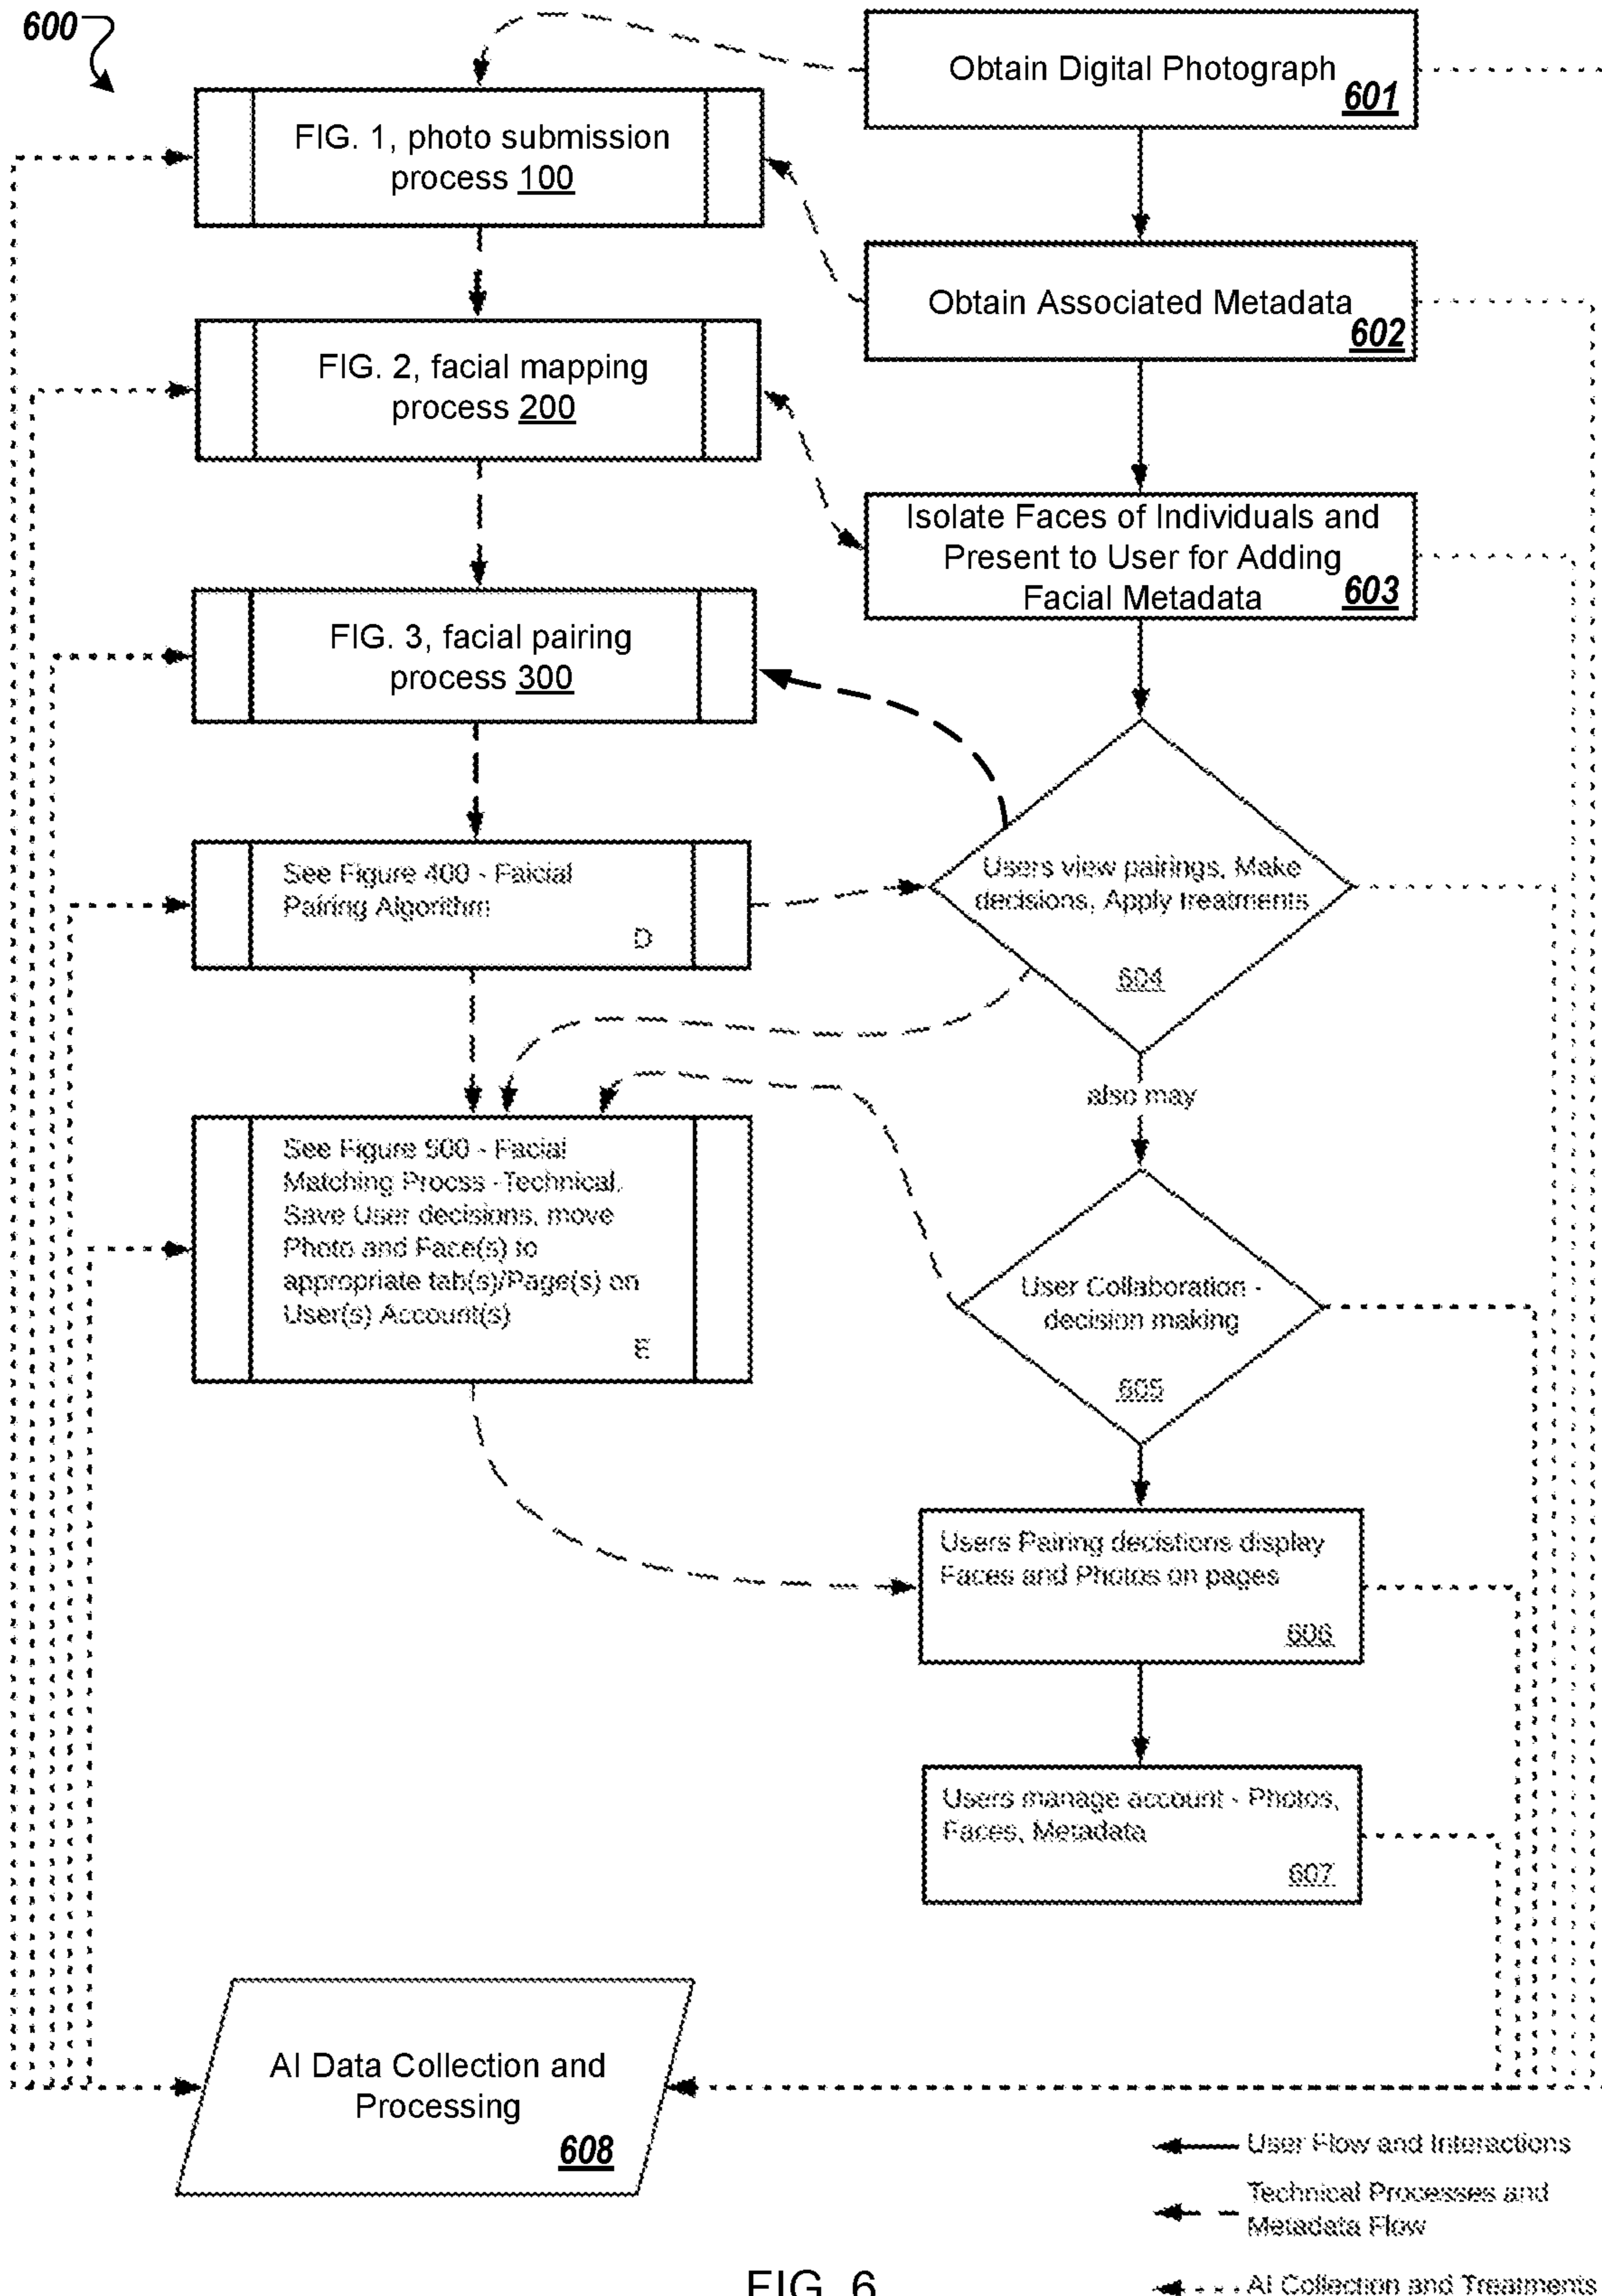 600
Obtain Digital Photograph
601
FIG. 1, photo submission
process 100
Obtain Associated Metadata
602
FIG. 2, facial mapping
process 200
Isolate Faces of Individuals and
Present to User for Adding
Facial Metadata
603
FIG. 3, facial pairing
process 300
See Figure 400 - Faicial
Pairing Algorithm
D
Users view pairings, Make
decisions, Apply treatments
604
also may
See Figure 500 - Facial
Matching Procss -Technical.
Save User decisions, move
Photo and Face(s) to
appropriate tab(s)/Page(s) on
User(s) Account(s)
E
User Collaboration -
decision making
605
Users Pairing decistions display
Faces and Photos on pages
606
Users manage account - Photos,
Faces, Metadata
607
AI Data Collection and
Processing
608
User Flow and Interactions
Technical Processes and
Metadata Flow
AI Collection and Treatments
FIG. 6